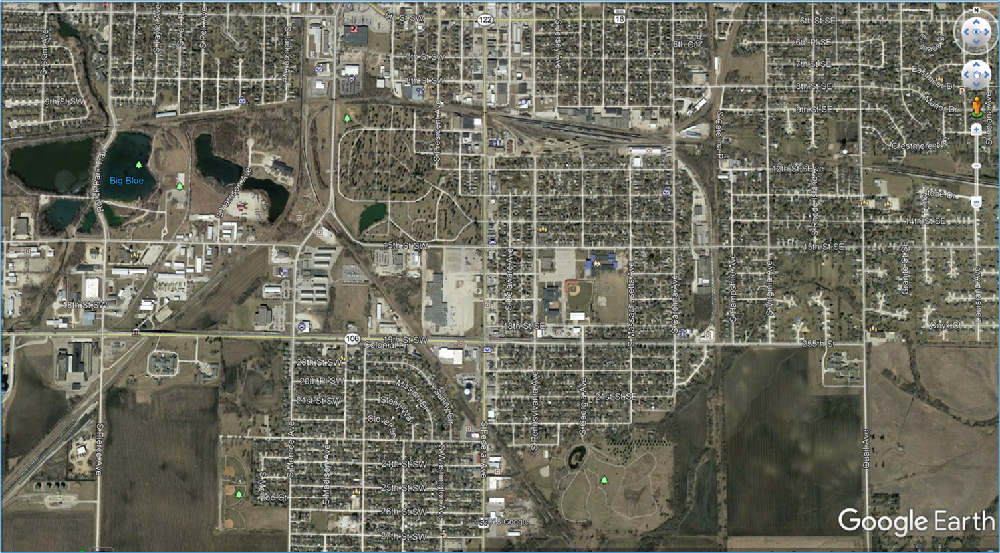 6th St SW
122
BUS
18
6th St SE
N
S Grant Ave
S Taylor Ave
S Polk Pl
S Polk Ave
S Jackson Ave
S Jersey Ave
6th Ct SE
6th Pl SE
7th St SW
7th St SE
8th St SW
8th St SE
Eastmoor Dr
P
9th St SW
Manor Dr
9th St SE
S Indiana Ave
S President Ave
S Carolina Pl
Crestmore Way
Rorick Park Trail
Big Blue
S Harrison Ave
12th St SE
S Rhode Island Ave
14th St SE
15th St SW
15th St SE
S Delaware Ave
S Massachusetts Ave
S Carolina Ave
S Hampshire Ave
S Virginia Ave
Granite Ct SE
Louisiana Ave
18th St SW
18th St SE
Onyx Ct
106
19th St SW
Colonial Ln
255th St
20th St SW
20th Pl SW
21st St SW
Mission Dr
Sunny Cir
Stony Way
Clover Ln
S Pennsylvania Ave
S Georgia Ave
21st St SE
S Pierce Ave
S Monroe Ave
S Madison Ave
S Washington Ave
S Federal Ave
Quail Ave
24th St SW
25th St SW
26th St SW
27th St SW
©2018 Google
Google Earth